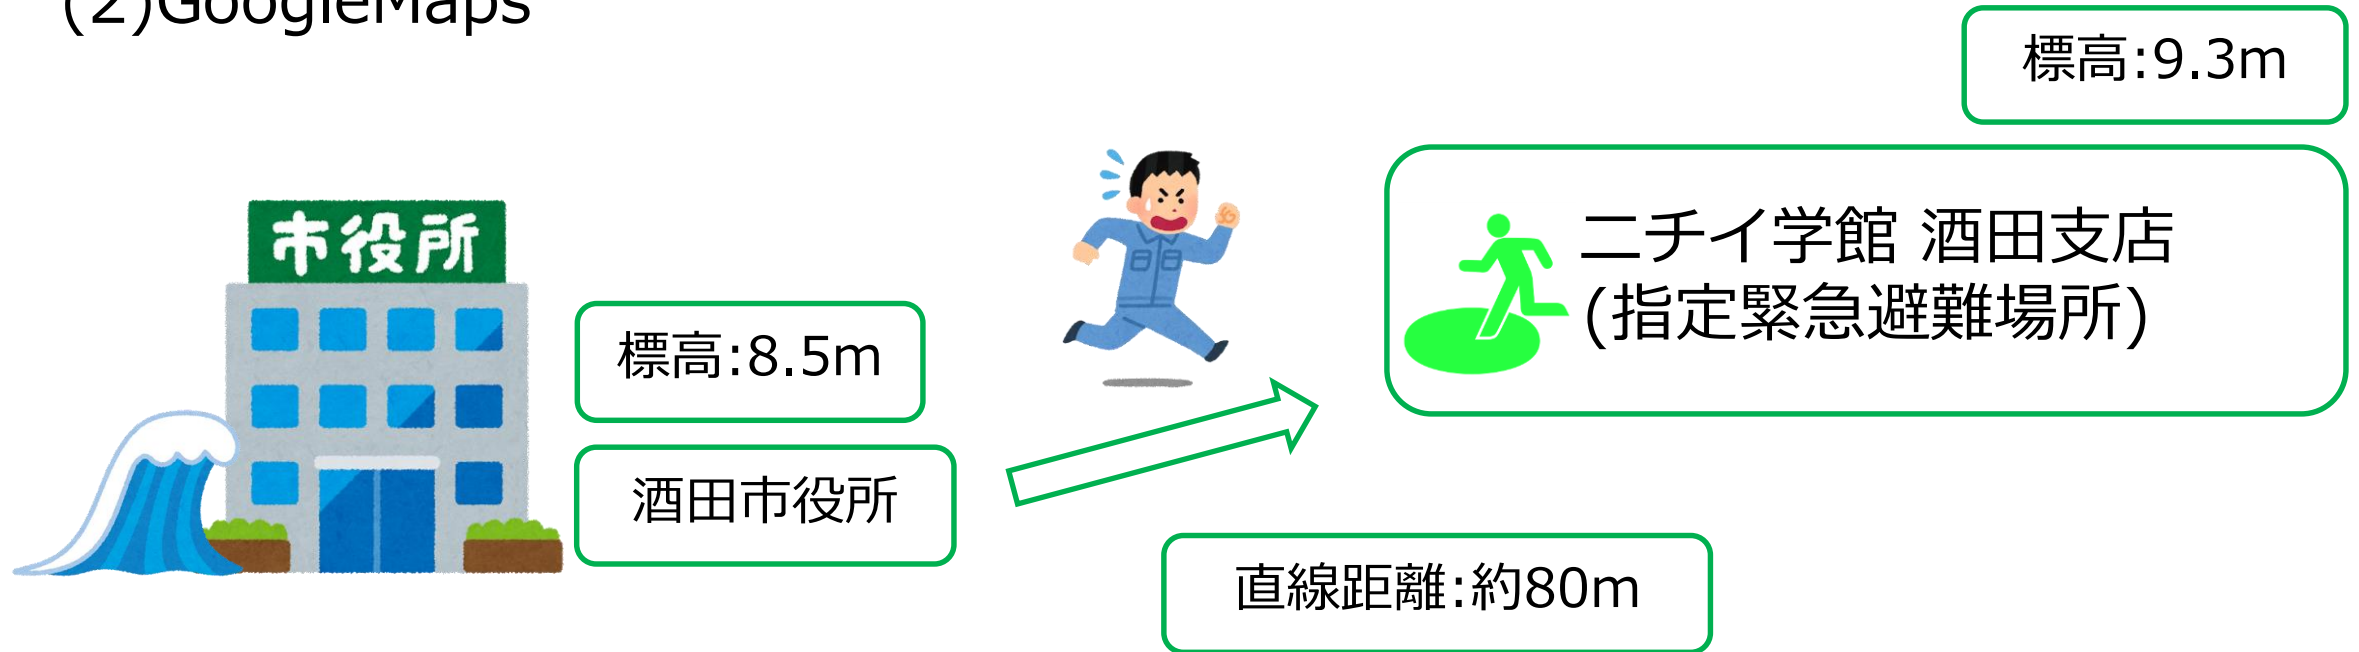 (2)GoogleMaps
標高:9.3m
市役所
ニチイ学館 酒田支店
(指定緊急避難場所)
標高:8.5m
酒田市役所
直線距離:約80m